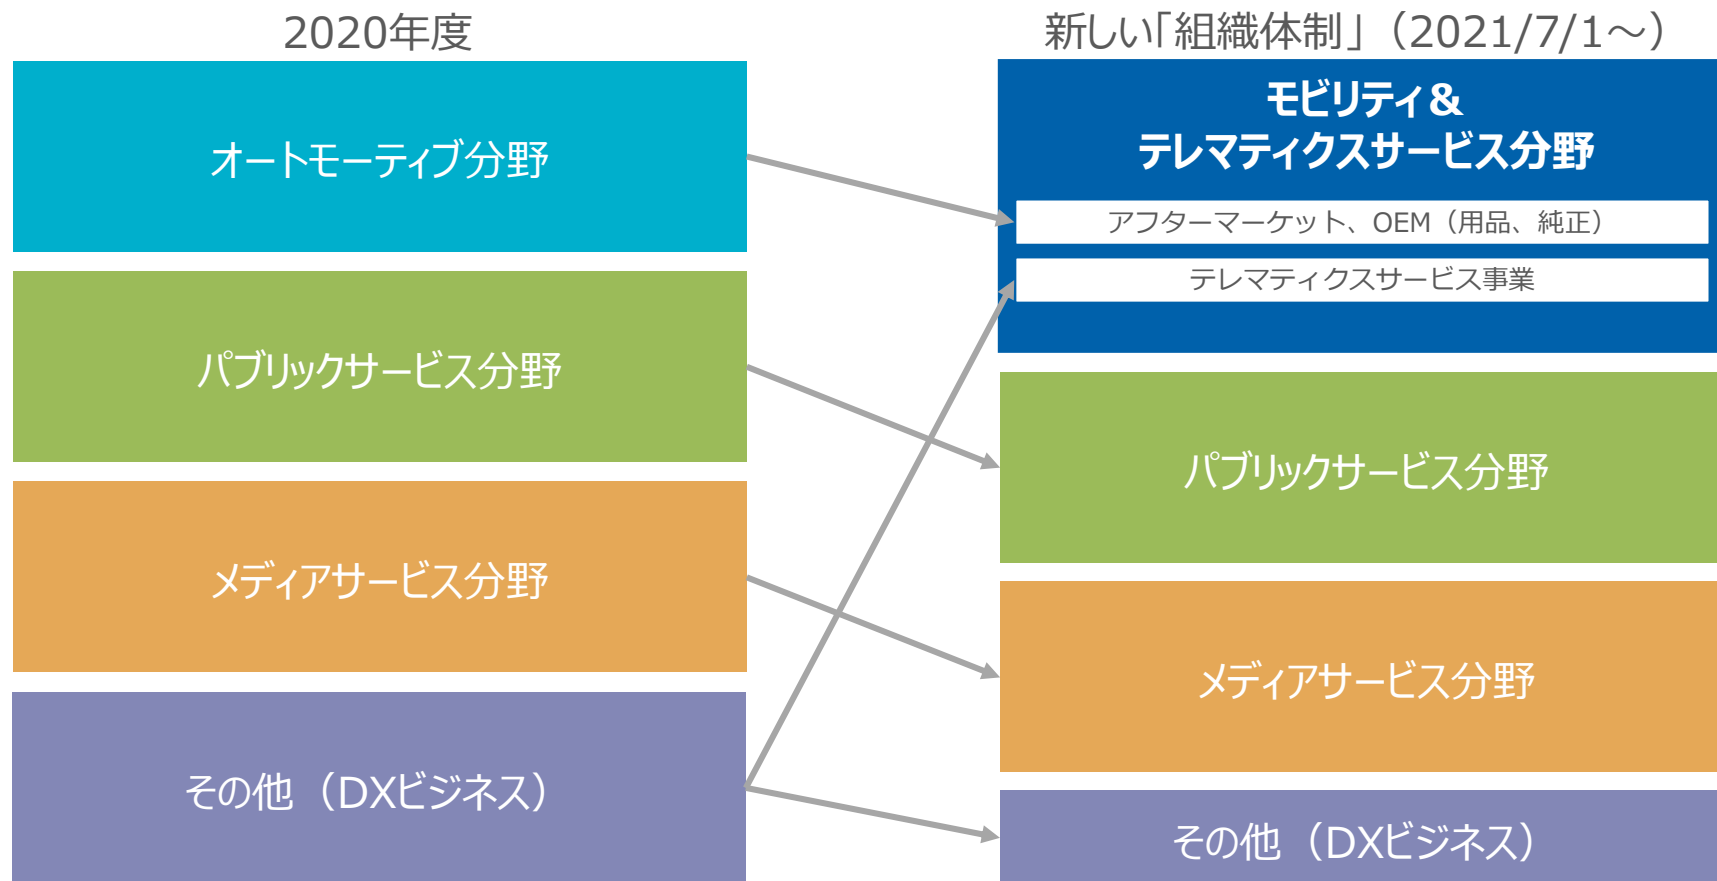 2020年度
オートモーティブ分野
パブリックサービス分野
メディアサービス分野
その他（DXビジネス）
新しい「組織体制」（2021/7/1～）
モビリティ&
テレマティクスサービス分野
アフターマーケット、OEM（用品、純正）
テレマティクスサービス事業
パブリックサービス分野
メディアサービス分野
その他（DXビジネス）